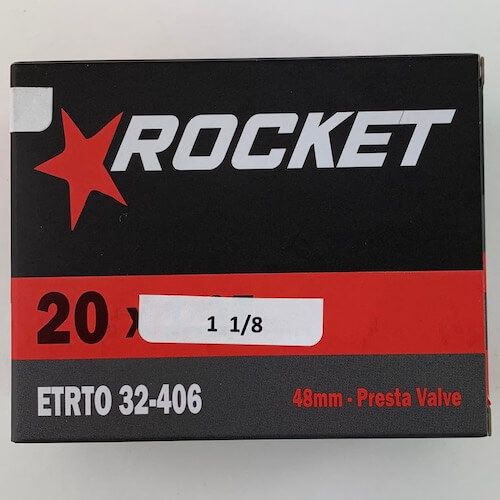 ROCKET
20 x 1 1/8
ETRTO 32-406
48mm - Presta Valve